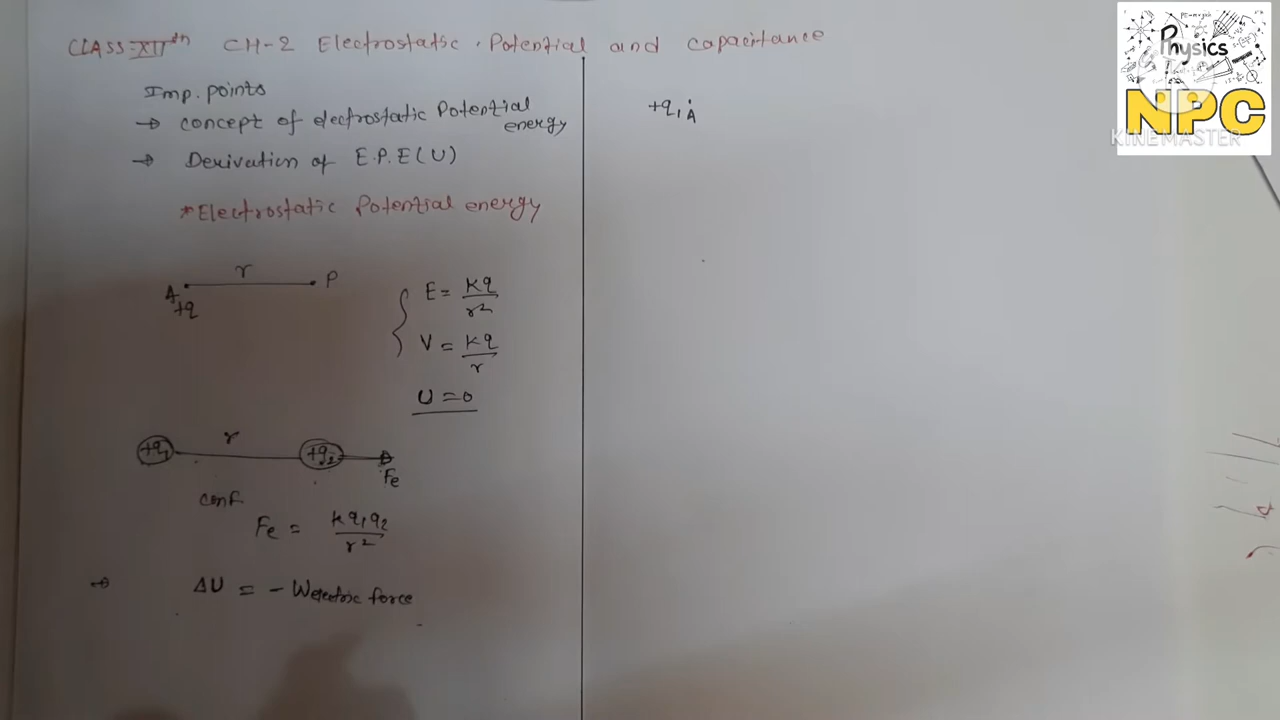 CLASS-XIIth CH-2 Electrostatic Potential and capacitance
Imp. points
→ concept of electrostatic Potential energy
→ Derivation of E.P.E(U)
*Electrostatic Potential energy
r
A P
+q
E = kq/r²
V = kq/r
U = 0
r
+q1 +q2
Fe
conf.
Fe = kq1q2/r²
→ ΔU = - Welectric force
+q1 A
Physics
NPC
KINEMASTER